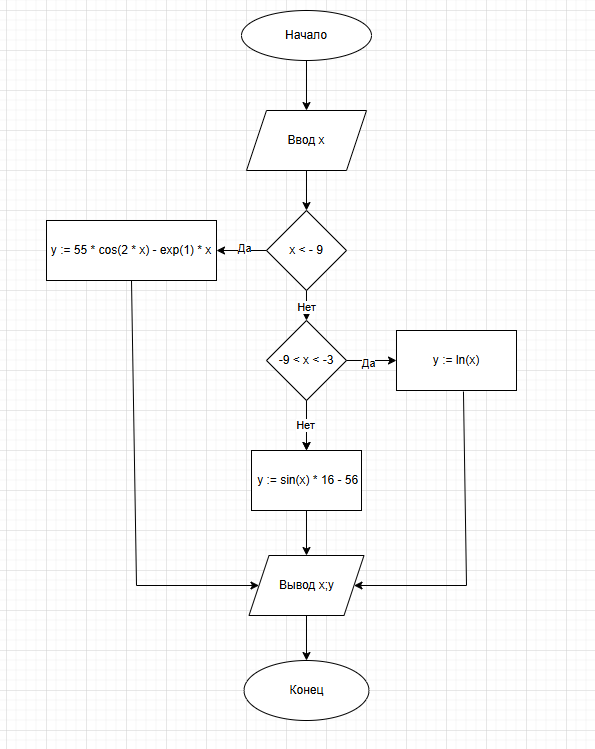 Начало
Ввод x
x < - 9
Да
y := 55 * cos(2 * x) - exp(1) * x
Нет
-9 < x < -3
Да
y := ln(x)
Нет
y := sin(x) * 16 - 56
Вывод x;y
Конец